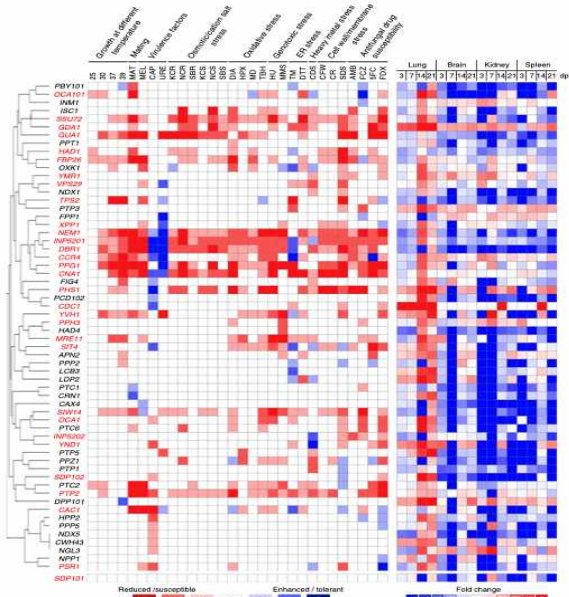 Growth at different temperature
Mating
Virulence factors
Osmotic/cation salt stress
Oxidative stress
Genotoxic stress
ER stress
Heavy metal stress
Cell wall/membrane stress
Antifungal drug susceptibility
25 30 37 39 MAT MEL CAP URE KCR NCR SBR KCS NCS SBS DIA HPX MD TBH HU MMS TM DTT CDS CFW CR SDS AMB FCZ 5FC FDX
Lung Brain Kidney Spleen
3 7 14 21 3 7 14 21 3 7 14 21 3 7 14 21 dpi
PBY101
OCA101
INM1
ISC1
SSU72
GDA1
GUA1
PPT1
HAD1
FBP26
OXK1
YMR1
VPS29
NDX1
TPS2
PTP3
FPP1
XPP1
NEM1
INP5201
DBR1
CCR4
PPG1
CNA1
FIG4
PHS1
PCD102
CDC1
YVH1
PPH3
HAD4
MRE11
SIT4
APN2
PPP2
LCB3
LDP2
PTC1
CRN1
CAX4
SIW14
OCA1
PTC6
INP5202
YND1
PTP5
PPZ1
PTP1
SDP102
PTC2
PTP2
DPP101
CAC1
HPP2
PPP5
NDX5
CWH43
NGL3
NPP1
PSR1
SDP101
Reduced /susceptible Enhanced / tolerant Fold change